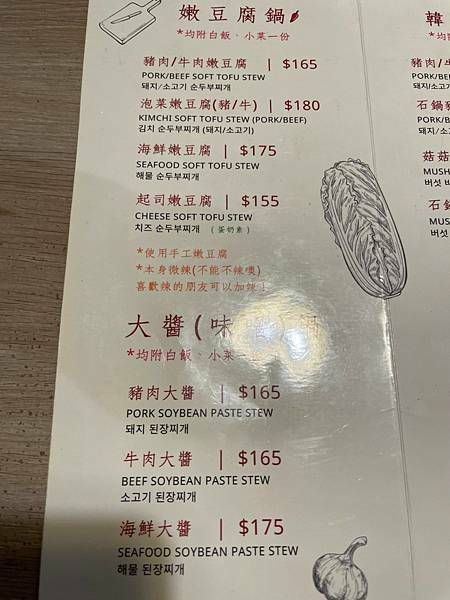 嫩豆腐鍋
*均附白飯、小菜一份
豬肉/牛肉嫩豆腐 | $165
PORK/BEEF SOFT TOFU STEW
돼지/소고기 순두부찌개
泡菜嫩豆腐(豬/牛) | $180
KIMCHI SOFT TOFU STEW (PORK/BEEF)
김치 순두부찌개 (돼지/소고기)
海鮮嫩豆腐 | $175
SEAFOOD SOFT TOFU STEW
해물 순두부찌개
起司嫩豆腐 | $155
CHEESE SOFT TOFU STEW
치즈 순두부찌개 (蛋奶素)
*使用手工嫩豆腐
*本身微辣(不能不辣噢)
喜歡辣的朋友可以加辣!
大醬(味
*均附白飯、小菜一
豬肉大醬 | $165
PORK SOYBEAN PASTE STEW
돼지 된장찌개
牛肉大醬 | $165
BEEF SOYBEAN PASTE STEW
소고기 된장찌개
海鮮大醬 | $175
SEAFOOD SOYBEAN PASTE STEW
해물 된장찌개
韓
*均
豬肉/
PORK/B
돼지/소고
石鍋
PORK/B
돼지/소
菇菇
MUSH
버섯 비
石鍋
MUS
버섯